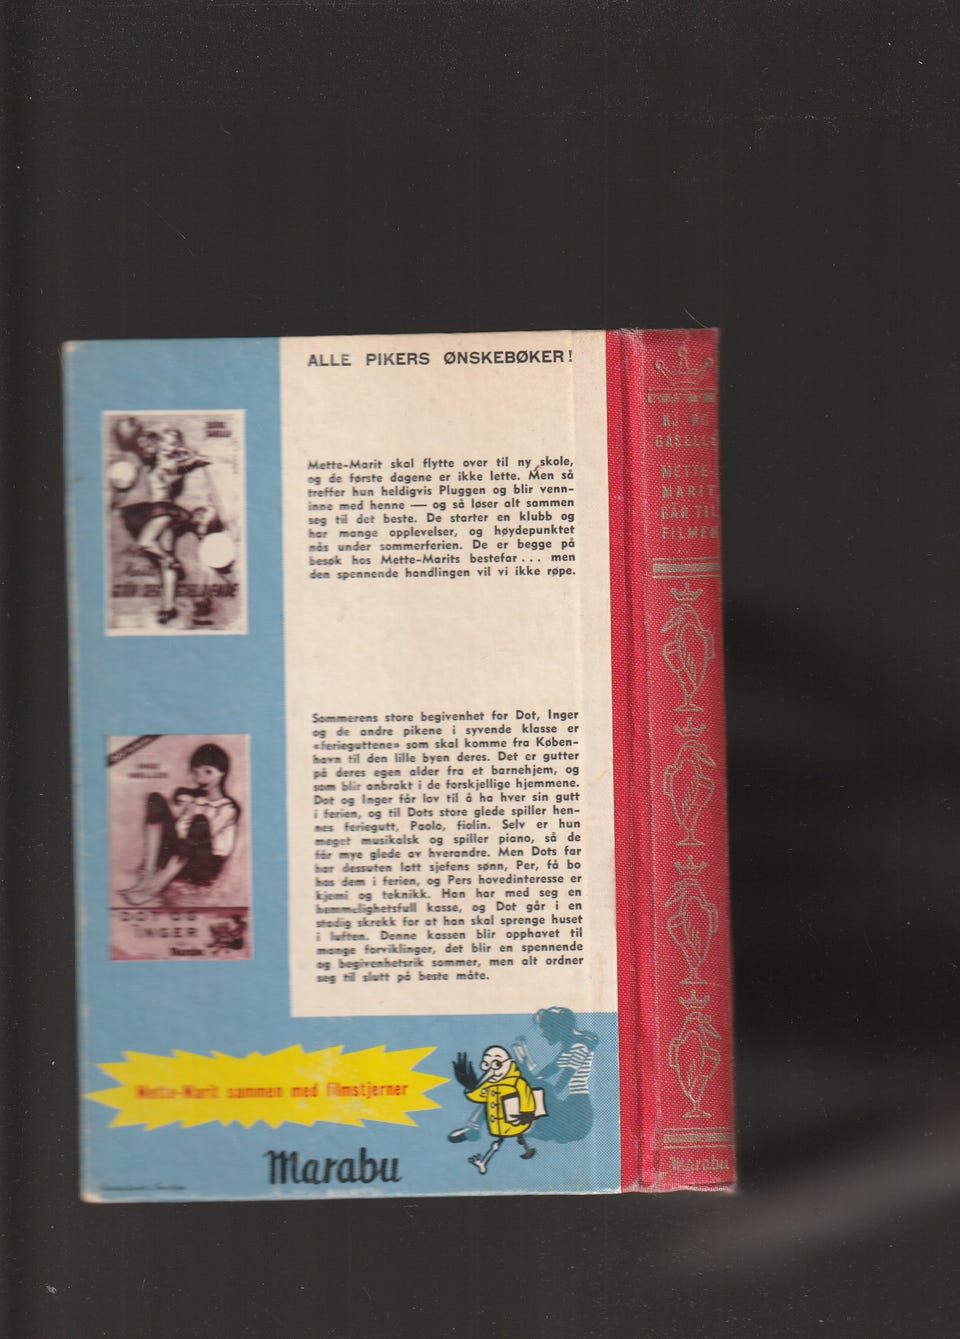 ALLE PIKERS ØNSKEBØKER!
Mette-Marit skal flytte over til ny skole,
og de første dagene er ikke lette. Men så
treffer hun heldigvis Pluggen og blir venn-
inne med henne — og så løser alt sammen
seg til det beste. De starter en klubb og
har mange opplevelser, og høydepunktet
nås under sommerferien. De er begge på
besøk hos Mette-Marits bestefar... men
den spennende handlingen vil vi ikke røpe.
Sommerens store begivenhet for Dot, Inger
og de andre pikene i syvende klasse er
«ferieguttene» som skal komme fra Køben-
havn til den lille byen deres. Det er gutter
på deres egen alder fra et barnehjem, og
som blir anbrakt i de forskjellige hjemmene.
Dot og Inger får lov til å ha hver sin gutt
i ferien, og til Dots store glede spiller hen-
nes feriegutt, Paolo, fiolin. Selv er hun
meget musikalsk og spiller piano, så de
får mye glede av hverandre. Men Dots far
har dessuten latt sjefens sønn, Per, få bo
hos dem i ferien, og Pers hovedinteresse er
kjemi og teknikk. Han har med seg en
hemmelighetsfull kasse, og Dot går i en
stadig skrekk for at han skal sprenge huset
i luften. Denne kassen blir opphavet til
mange forviklinger, det blir en spennende
og begivenhetsrik sommer, men alt ordner
seg til slutt på beste måte.
DOT OG
INGER
Mette-Marit sammen med filmstjerner
Marabu
GASELLE
METTE-
MARIT
GÅR TIL
FILMEN
Marabu